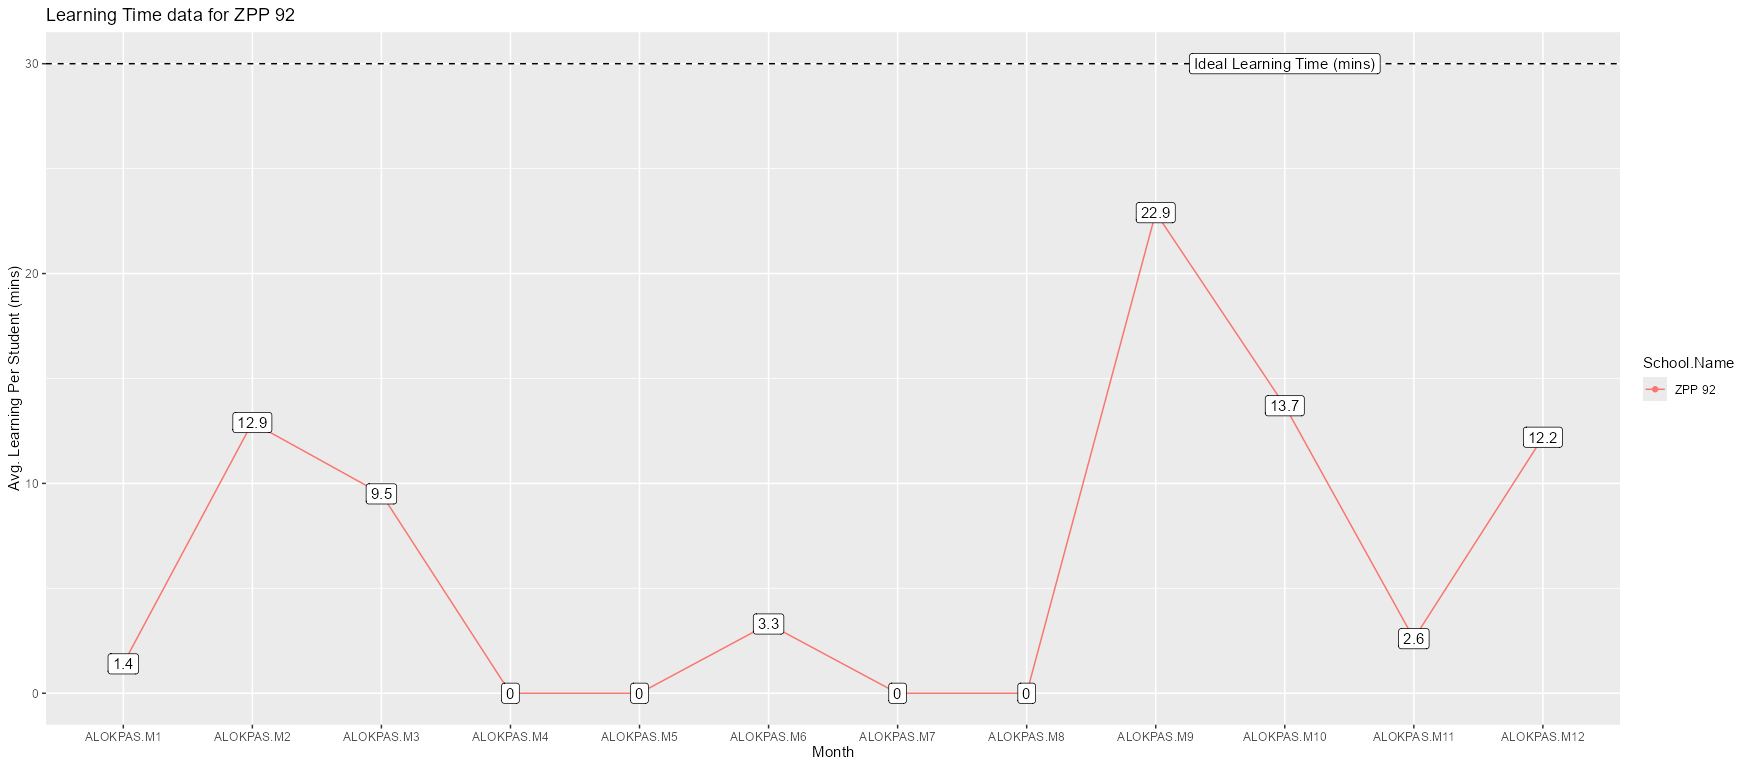 Learning Time data for ZPP 92
Avg. Learning Per Student (mins)
30
20
10
0
Ideal Learning Time (mins)
1.4
12.9
9.5
0
0
3.3
0
0
22.9
13.7
2.6
12.2
ALOKPAS.M1 ALOKPAS.M2 ALOKPAS.M3 ALOKPAS.M4 ALOKPAS.M5 ALOKPAS.M6 ALOKPAS.M7 ALOKPAS.M8 ALOKPAS.M9 ALOKPAS.M10 ALOKPAS.M11 ALOKPAS.M12
Month
School.Name
ZPP 92